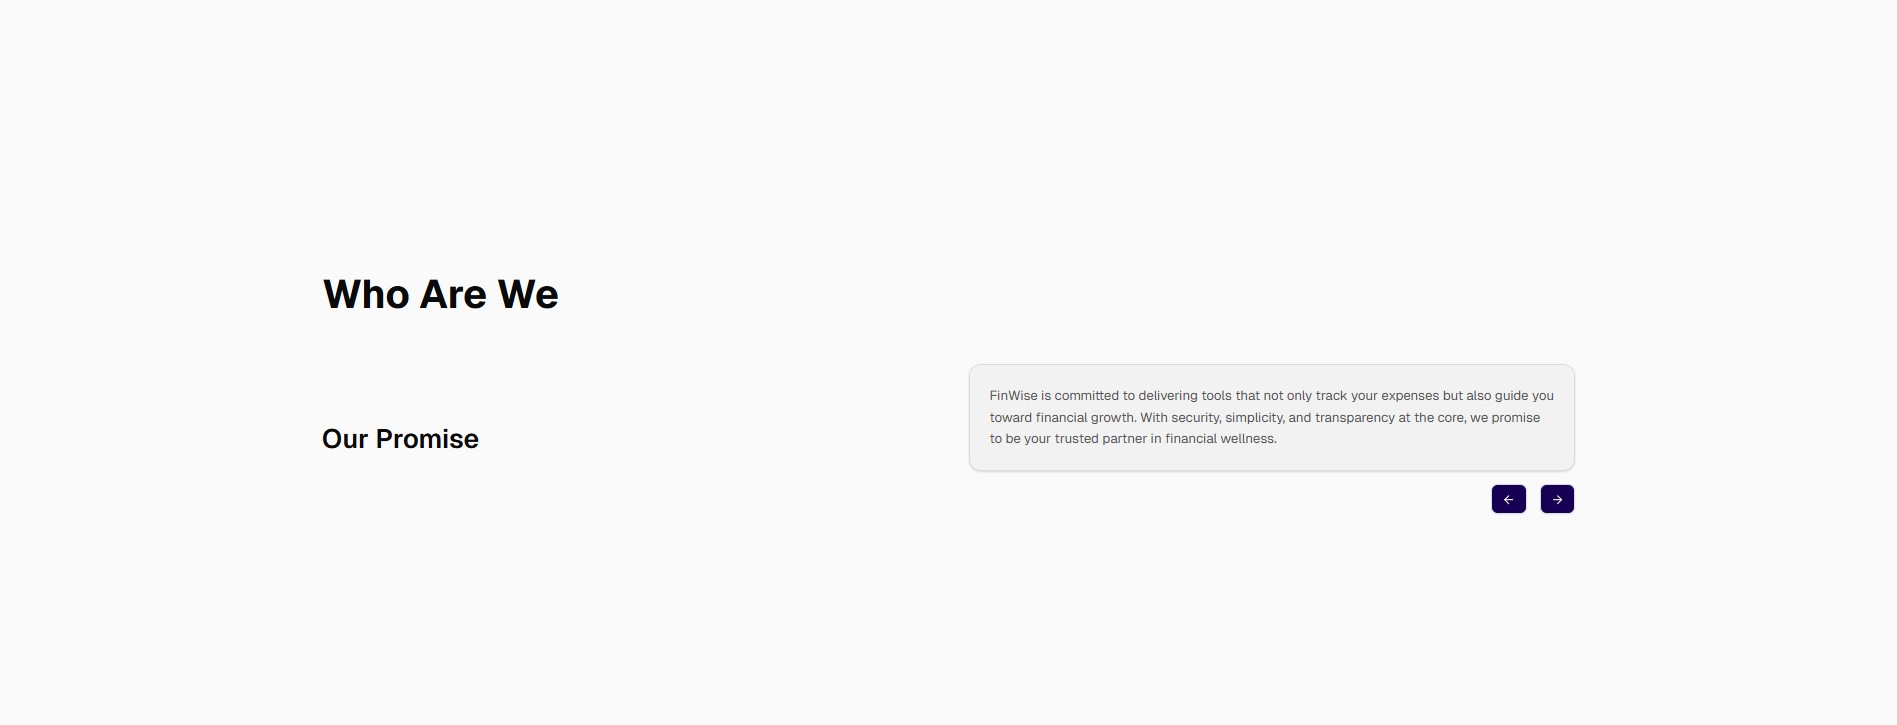 Who Are We
Our Promise
FinWise is committed to delivering tools that not only track your expenses but also guide you
toward financial growth. With security, simplicity, and transparency at the core, we promise
to be your trusted partner in financial wellness.